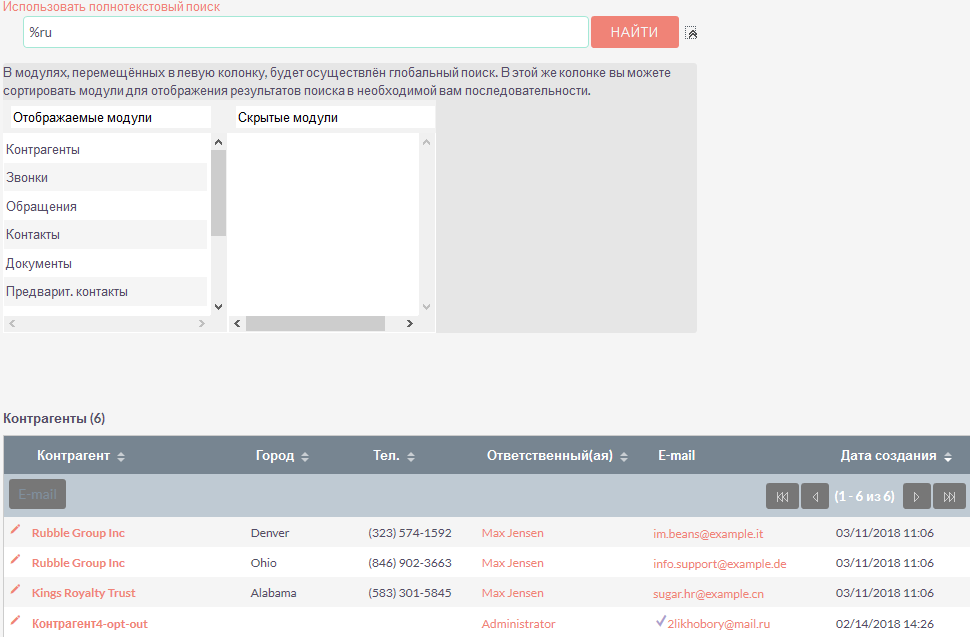 Использовать полнотекстовый поиск
%ru
НАЙТИ
В модулях, перемещённых в левую колонку, будет осуществлён глобальный поиск. В этой же колонке вы можете
сортировать модули для отображения результатов поиска в необходимой вам последовательности.
Отображаемые модули Скрытые модули
Контрагенты
Звонки
Обращения
Контакты
Документы
Предварит. контакты
Контрагенты (6)
Контрагент Город Тел. Ответственный(ая) E-mail Дата создания
E-mail (1 - 6 из 6)
Rubble Group Inc Denver (323) 574-1592 Max Jensen im.beans@example.it 03/11/2018 11:06
Rubble Group Inc Ohio (846) 902-3663 Max Jensen info.support@example.de 03/11/2018 11:06
Kings Royalty Trust Alabama (583) 301-5845 Max Jensen sugar.hr@example.cn 03/11/2018 11:06
Контрагент4-opt-out Administrator 2likhobory@mail.ru 02/14/2018 14:26